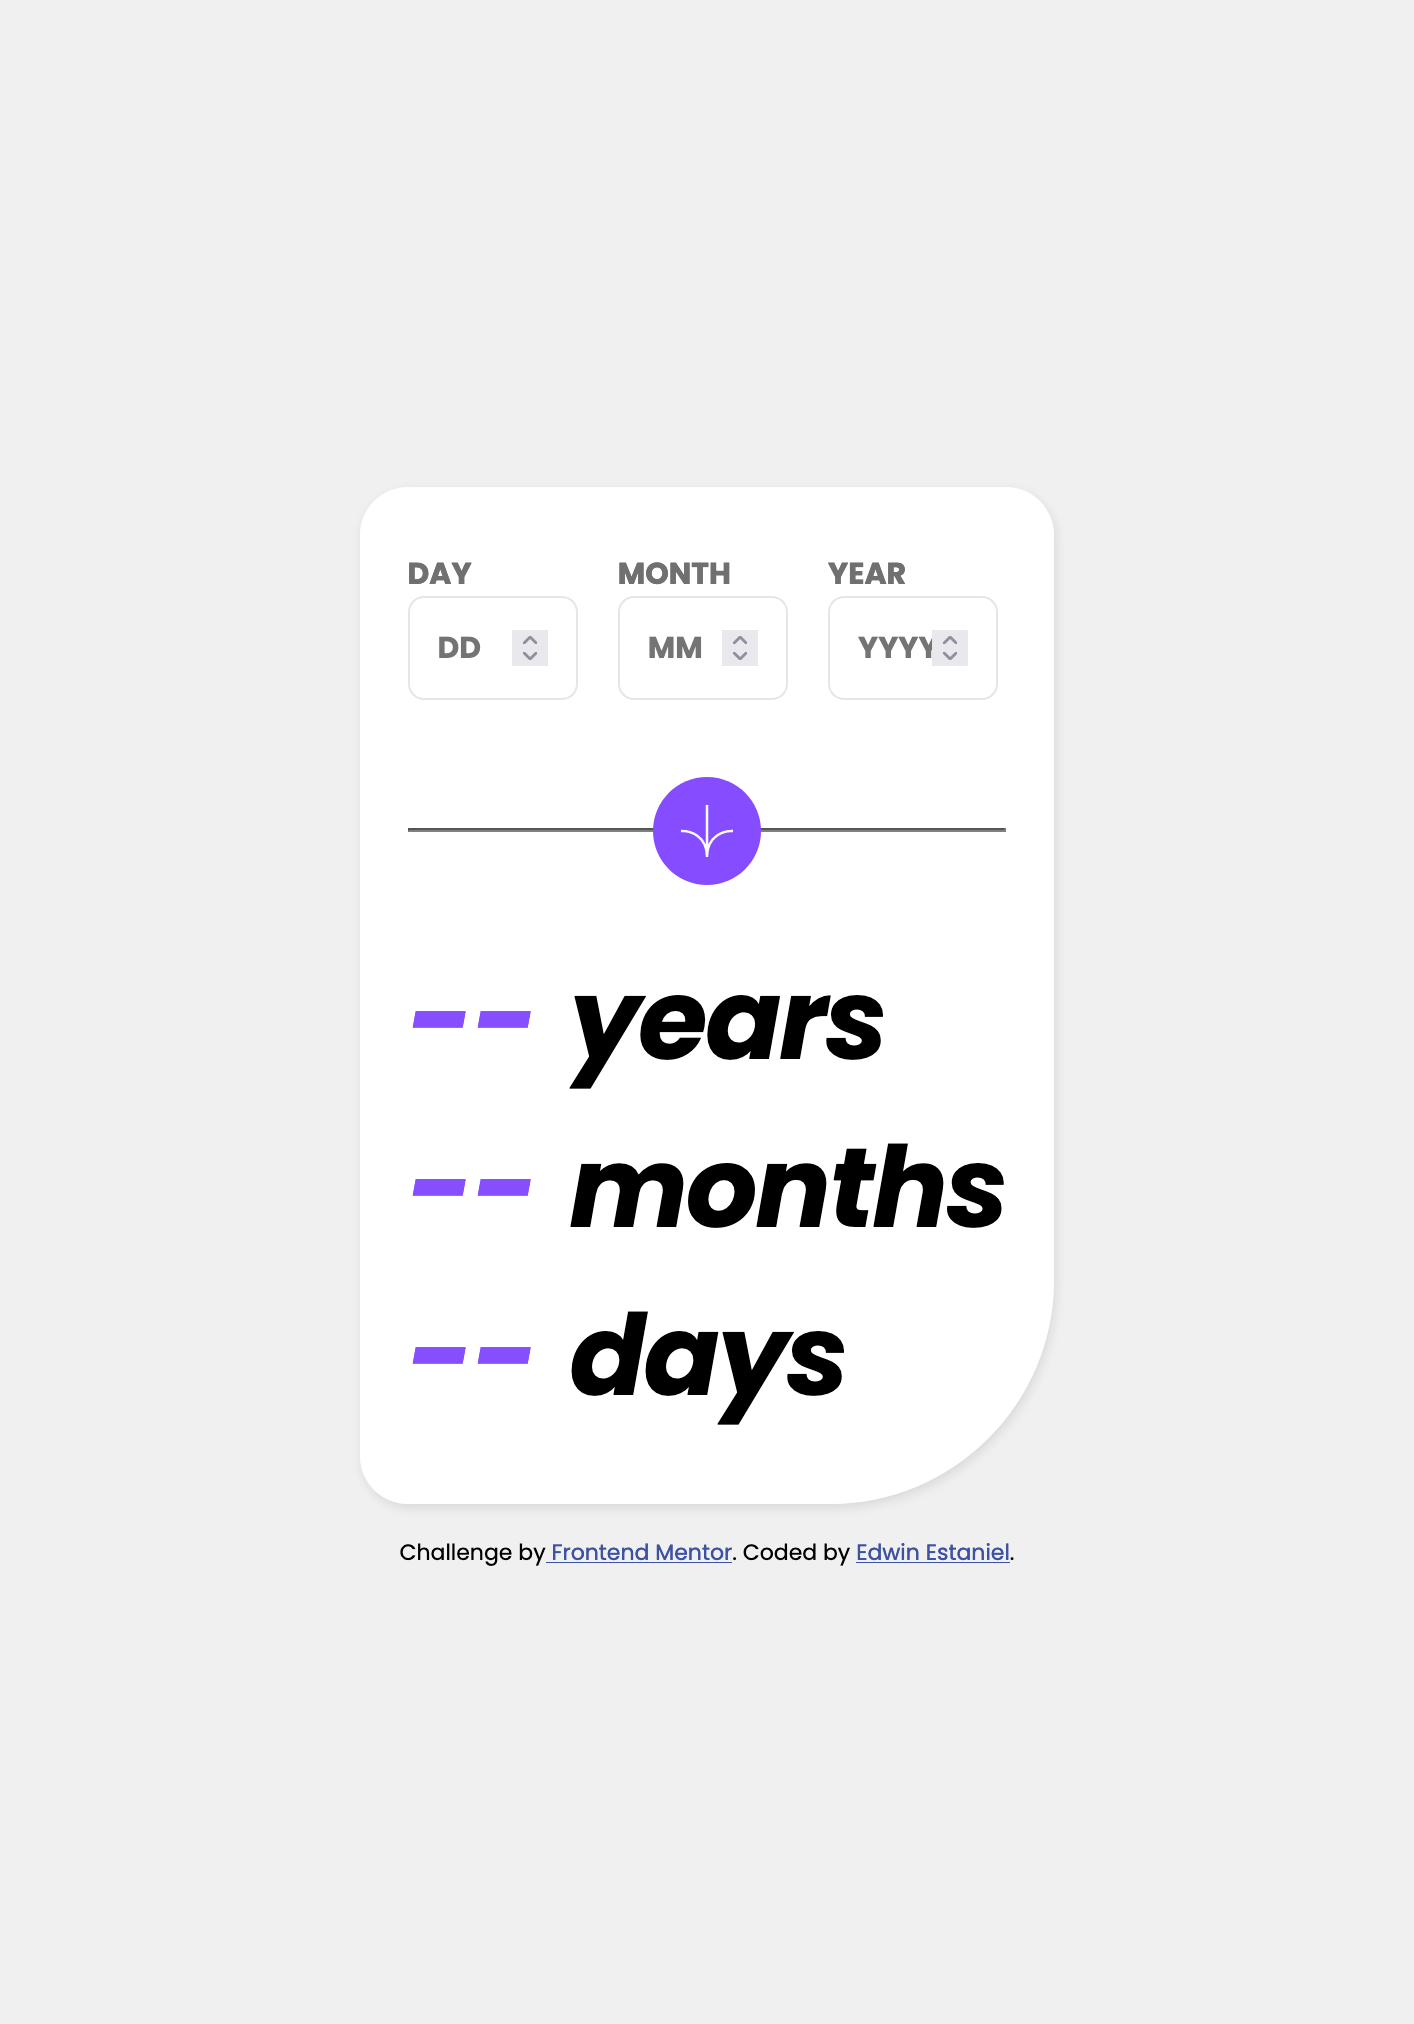 DAY MONTH YEAR
DD MM YYYY
-- years
-- months
-- days
Challenge by Frontend Mentor. Coded by Edwin Estaniel.